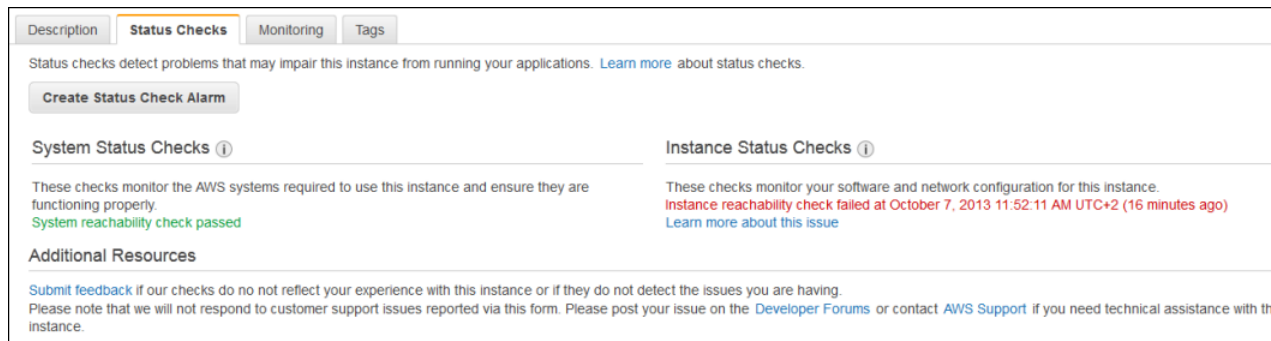 Description Status Checks Monitoring Tags
Status checks detect problems that may impair this instance from running your applications. Learn more about status checks.
Create Status Check Alarm
System Status Checks i
Instance Status Checks i
These checks monitor the AWS systems required to use this instance and ensure they are
functioning properly.
System reachability check passed
These checks monitor your software and network configuration for this instance.
Instance reachability check failed at October 7, 2013 11:52:11 AM UTC+2 (16 minutes ago)
Learn more about this issue
Additional Resources
Submit feedback if our checks do no not reflect your experience with this instance or if they do not detect the issues you are having.
Please note that we will not respond to customer support issues reported via this form. Please post your issue on the Developer Forums or contact AWS Support if you need technical assistance with th
instance.